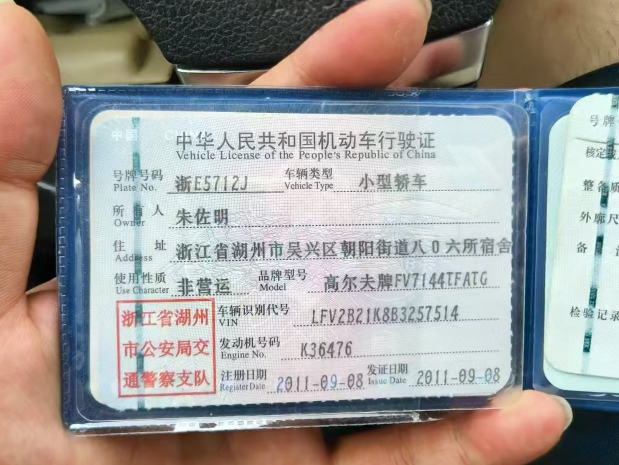 中华人民共和国机动车行驶证
Vehicle License of the People's Republic of China
号牌号码 浙E5712J 车辆类型 小型轿车
Plate No. Vehicle Type
所有人 朱佐明
Owner
住址 浙江省湖州市吴兴区朝阳街道八0六所宿舍
Address
使用性质 非营运 品牌型号 高尔夫牌FV7144TFATG
Use Character Model
浙江省湖州
市公安局交
通警察支队
车辆识别代号 LFV2B21K8B3257514
VIN
发动机号码 K36476
Engine No.
注册日期 2011-09-08 发证日期 2011-09-08
Register Date Issue Date
号牌
核定
整备质
外廓尺
备
检验记录